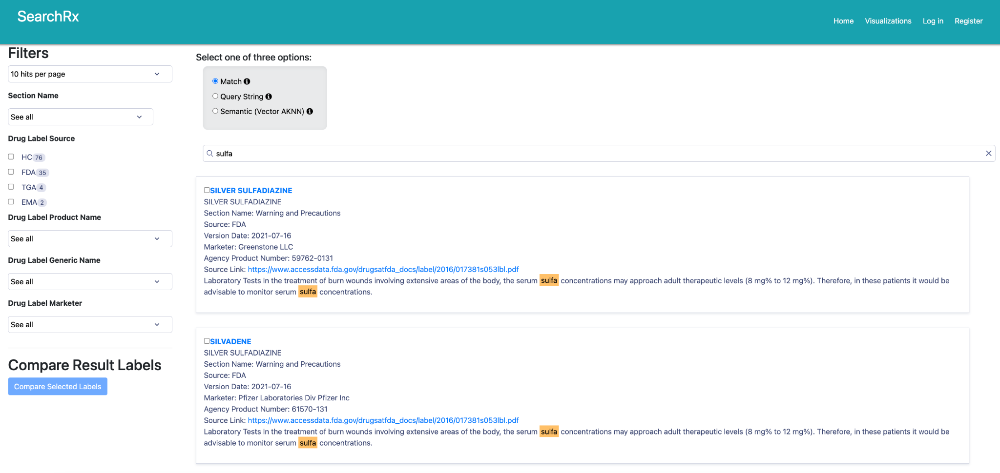 SearchRx
Home Visualizations Log in Register
Filters
10 hits per page
Section Name
See all
Drug Label Source
HC 76
FDA 35
TGA 4
EMA 2
Drug Label Product Name
See all
Drug Label Generic Name
See all
Drug Label Marketer
See all
Compare Result Labels
Compare Selected Labels
Select one of three options:
Match
Query String
Semantic (Vector AKNN)
sulfa
SILVER SULFADIAZINE
SILVER SULFADIAZINE
Section Name: Warning and Precautions
Source: FDA
Version Date: 2021-07-16
Marketer: Greenstone LLC
Agency Product Number: 59762-0131
Source Link: https://www.accessdata.fda.gov/drugsatfda_docs/label/2016/017381s053lbl.pdf
Laboratory Tests In the treatment of burn wounds involving extensive areas of the body, the serum sulfa concentrations may approach adult therapeutic levels (8 mg% to 12 mg%). Therefore, in these patients it would be
advisable to monitor serum sulfa concentrations.
SILVADENE
SILVER SULFADIAZINE
Section Name: Warning and Precautions
Source: FDA
Version Date: 2021-07-16
Marketer: Pfizer Laboratories Div Pfizer Inc
Agency Product Number: 61570-131
Source Link: https://www.accessdata.fda.gov/drugsatfda_docs/label/2016/017381s053lbl.pdf
Laboratory Tests In the treatment of burn wounds involving extensive areas of the body, the serum sulfa concentrations may approach adult therapeutic levels (8 mg% to 12 mg%). Therefore, in these patients it would be
advisable to monitor serum sulfa concentrations.